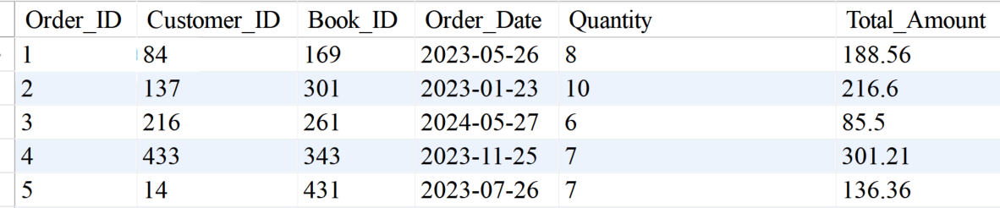 Order_ID Customer_ID Book_ID Order_Date Quantity Total_Amount
1 84 169 2023-05-26 8 188.56
2 137 301 2023-01-23 10 216.6
3 216 261 2024-05-27 6 85.5
4 433 343 2023-11-25 7 301.21
5 14 431 2023-07-26 7 136.36